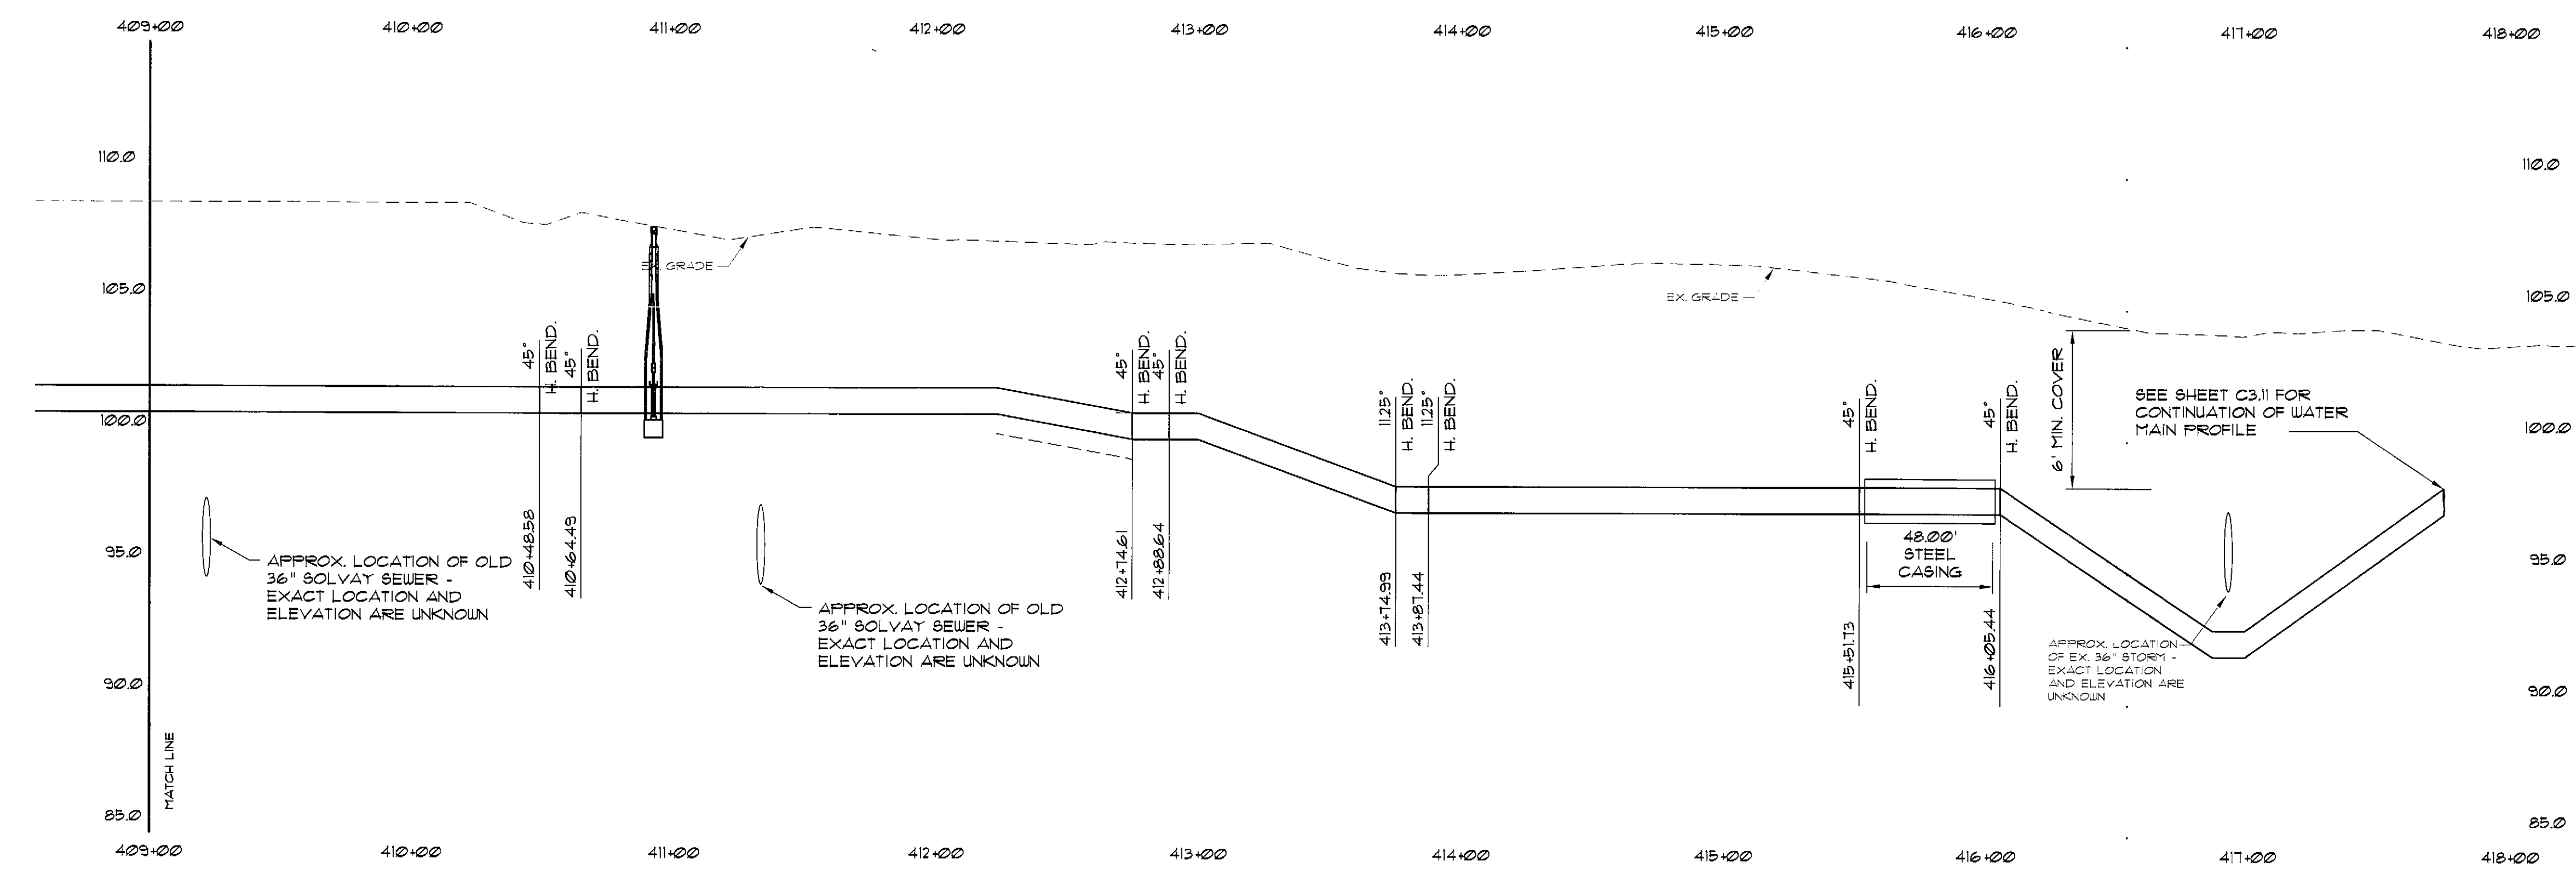 409+00 410+00 411+00 412+00 413+00 414+00 415+00 416+00 417+00 418+00
110.0 110.0
105.0 105.0
100.0 100.0
95.0 95.0
90.0 90.0
85.0 85.0
EX. GRADE
EX. GRADE
45°
H. BEND.
45°
H. BEND.
45°
H. BEND.
45°
H. BEND.
11.25°
H. BEND.
11.25°
H. BEND.
45°
H. BEND.
45°
H. BEND.
410+48.58
410+64.49
412+74.61
412+88.64
413+74.99
413+87.44
415+51.73
416+05.44
6' MIN. COVER
SEE SHEET C3.11 FOR
CONTINUATION OF WATER
MAIN PROFILE
48.00'
STEEL
CASING
APPROX. LOCATION OF OLD
36" SOLVAY SEWER -
EXACT LOCATION AND
ELEVATION ARE UNKNOWN
APPROX. LOCATION OF OLD
36" SOLVAY SEWER -
EXACT LOCATION AND
ELEVATION ARE UNKNOWN
APPROX. LOCATION
OF EX. 36" STORM -
EXACT LOCATION
AND ELEVATION ARE
UNKNOWN
MATCH LINE
409+00 410+00 411+00 412+00 413+00 414+00 415+00 416+00 417+00 418+00